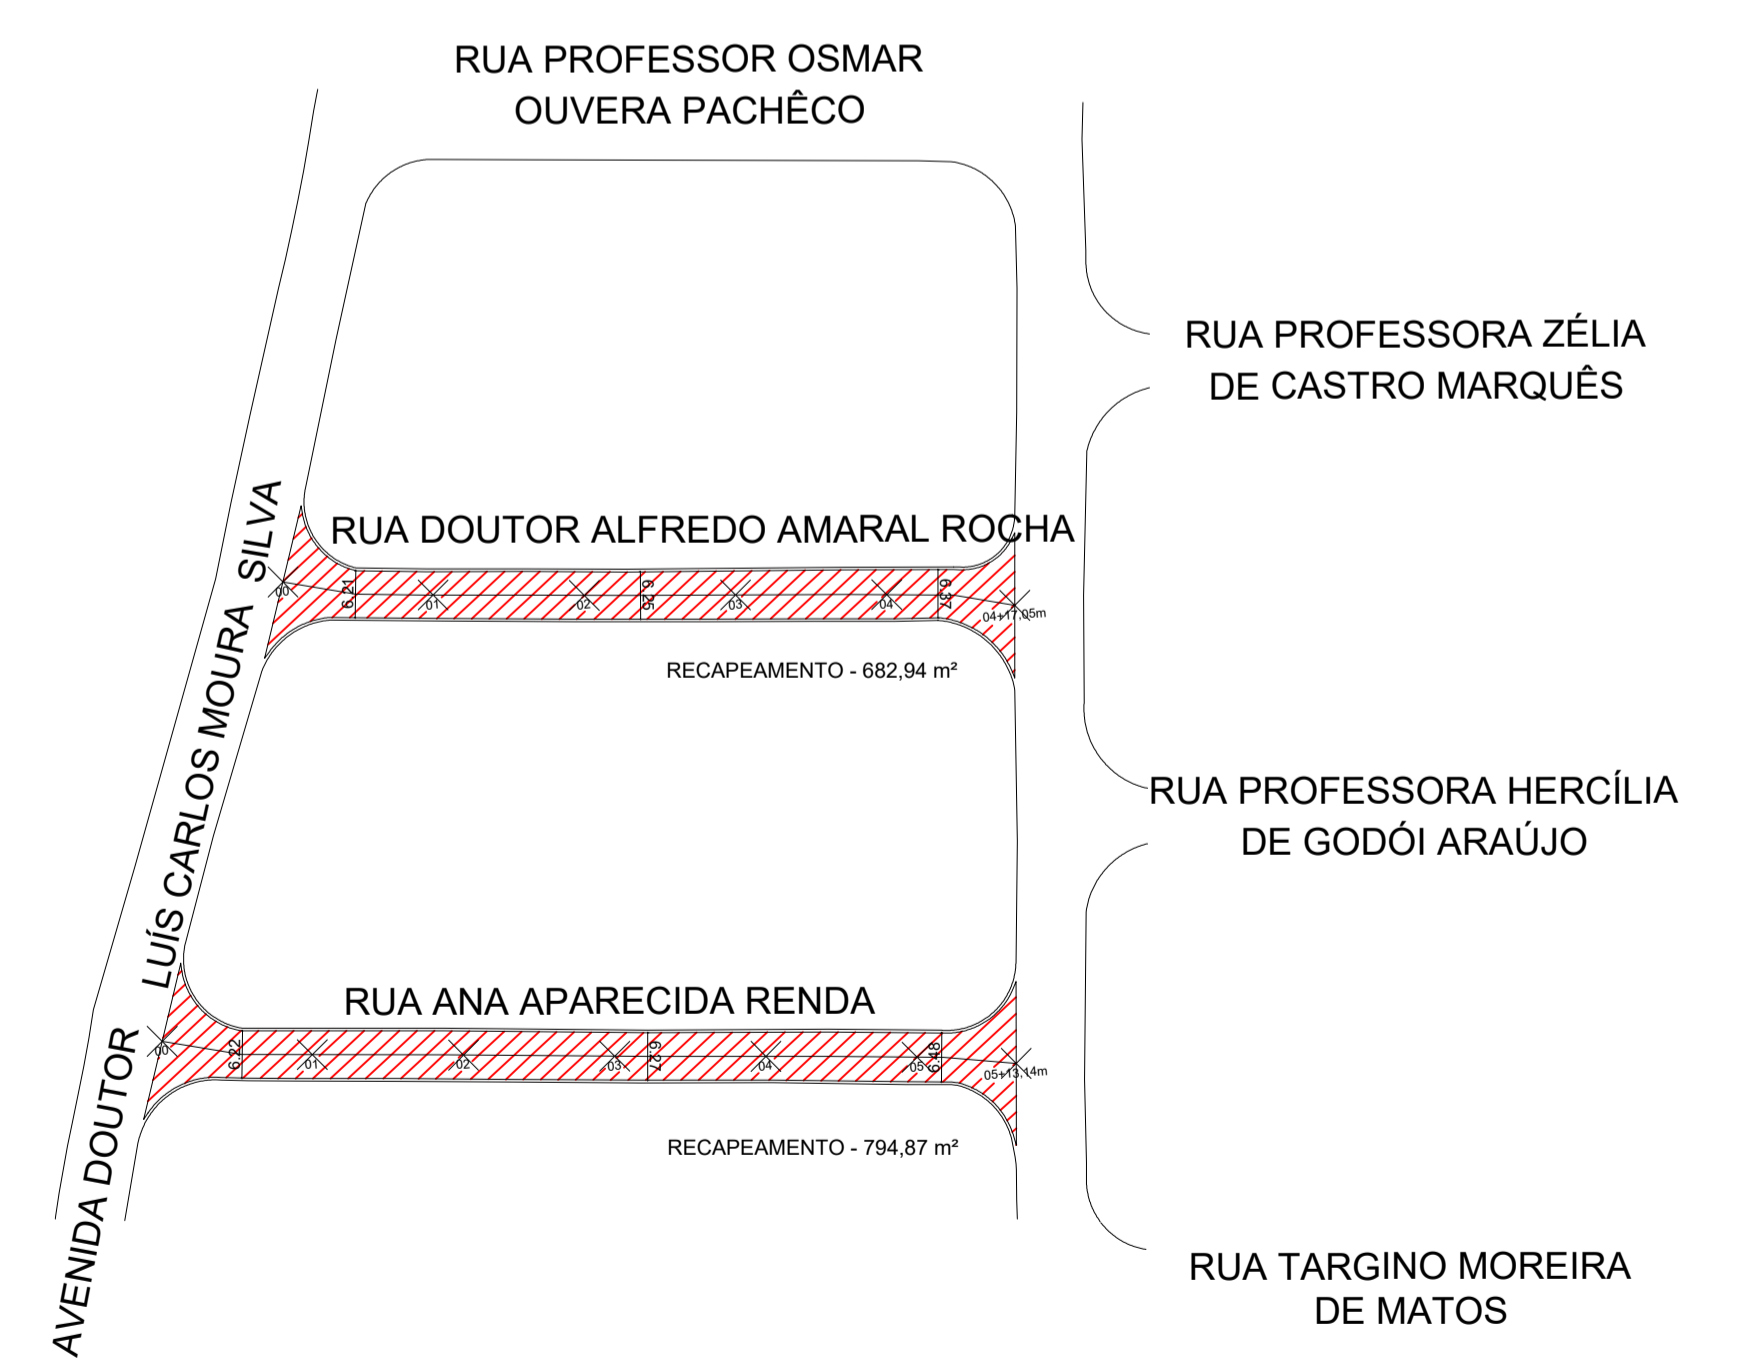 RUA PROFESSOR OSMAR
OUVERA PACHÊCO
RUA PROFESSORA ZÉLIA
DE CASTRO MARQUÊS
AVENIDA DOUTOR LUÍS CARLOS MOURA SILVA
RUA DOUTOR ALFREDO AMARAL ROCHA
00
6.21
01
02
6.25
03
04
6.37
04+17,05m
RECAPEAMENTO - 682,94 m²
RUA PROFESSORA HERCÍLIA
DE GODÓI ARAÚJO
RUA ANA APARECIDA RENDA
00
6.22
01
02
03
6.27
04
05
6.48
05+13,14m
RECAPEAMENTO - 794,87 m²
RUA TARGINO MOREIRA
DE MATOS